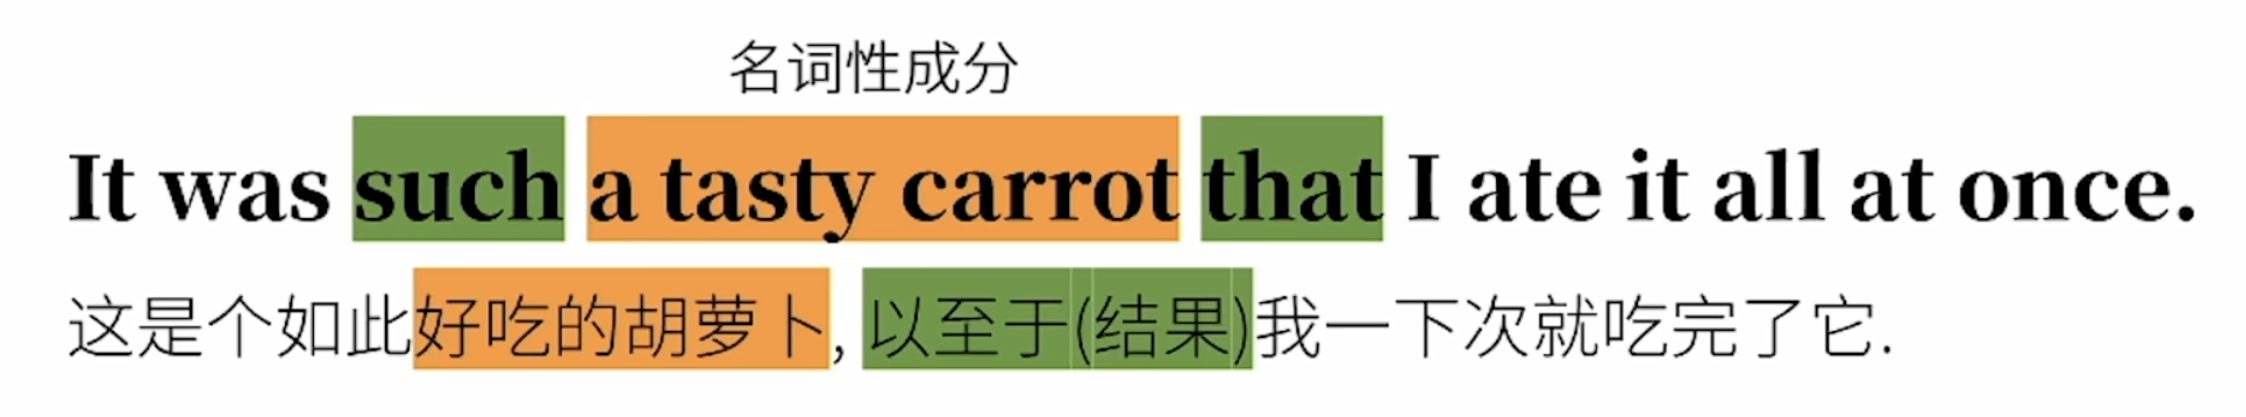 名词性成分
It was such a tasty carrot that I ate it all at once.
这是个如此好吃的胡萝卜, 以至于(结果)我一下次就吃完了它.